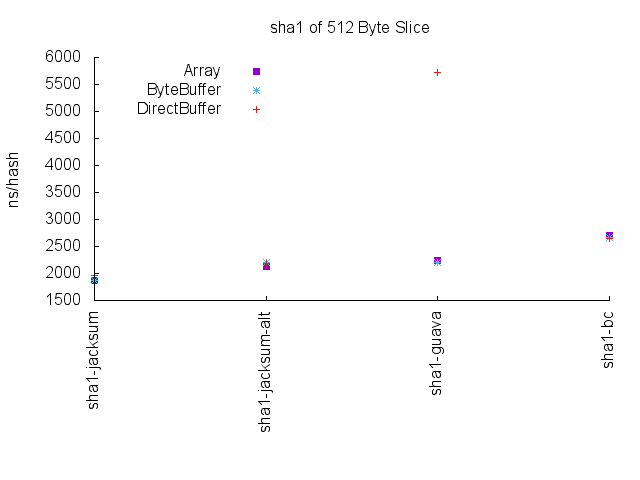 sha1 of 512 Byte Slice
6000
5500
5000
4500
4000
3500
3000
2500
2000
1500
ns/hash
Array
ByteBuffer
DirectBuffer
sha1-jacksum
sha1-jacksum-alt
sha1-guava
sha1-bc